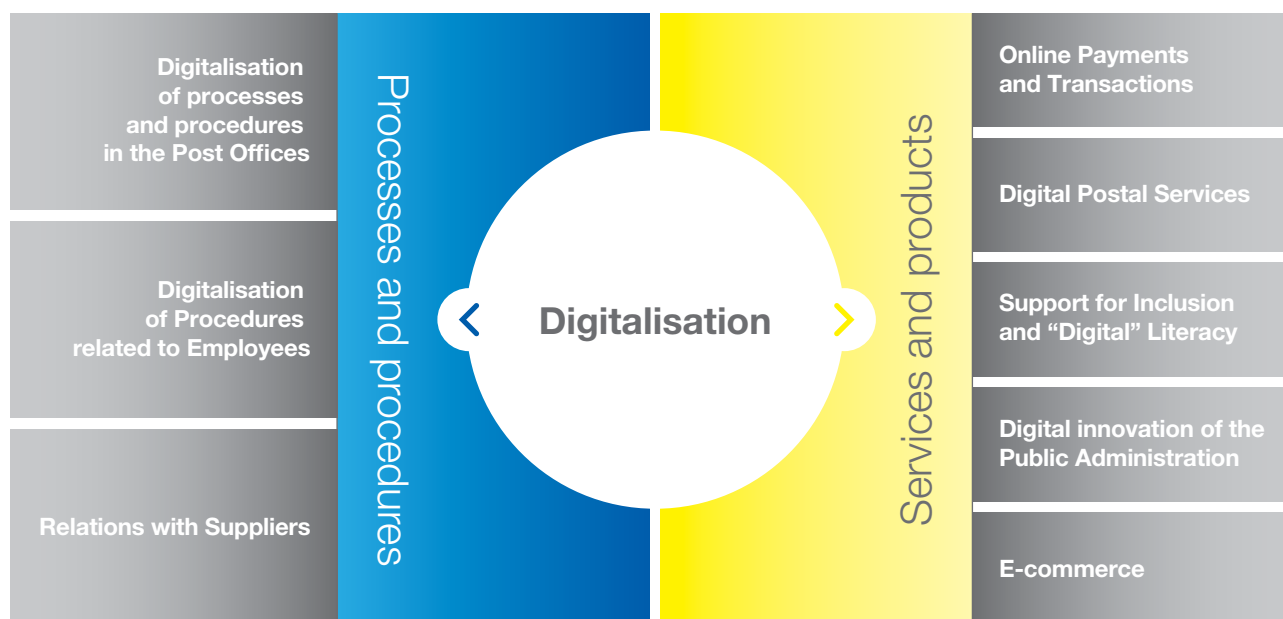 Digitalisation
of processes
and procedures
in the Post Offices
Digitalisation
of Procedures
related to Employees
Relations with Suppliers
Processes and procedures
Digitalisation
Services and products
Online Payments
and Transactions
Digital Postal Services
Support for Inclusion
and “Digital” Literacy
Digital innovation of the
Public Administration
E-commerce